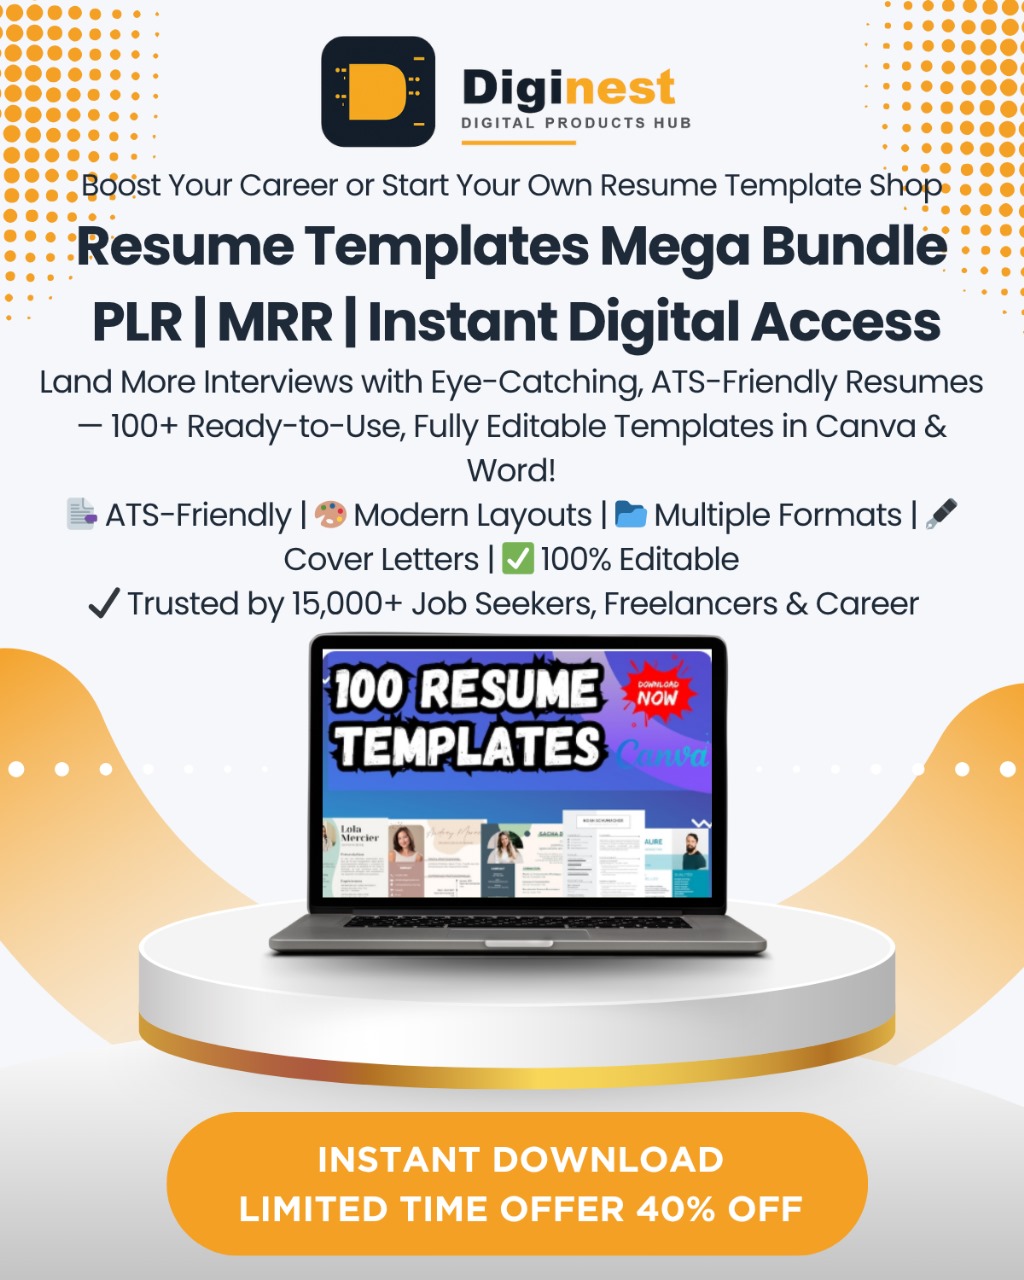 Diginest
DIGITAL PRODUCTS HUB
Boost Your Career or Start Your Own Resume Template Shop
Resume Templates Mega Bundle
PLR | MRR | Instant Digital Access
Land More Interviews with Eye-Catching, ATS-Friendly Resumes
— 100+ Ready-to-Use, Fully Editable Templates in Canva &
Word!
📄 ATS-Friendly | 🎨 Modern Layouts | 📂 Multiple Formats | 🖋
Cover Letters | ✅ 100% Editable
✔ Trusted by 15,000+ Job Seekers, Freelancers & Career
100 RESUME
TEMPLATES
DOWNLOAD
NOW
Canva
Lola
Mercier
INSTANT DOWNLOAD
LIMITED TIME OFFER 40% OFF